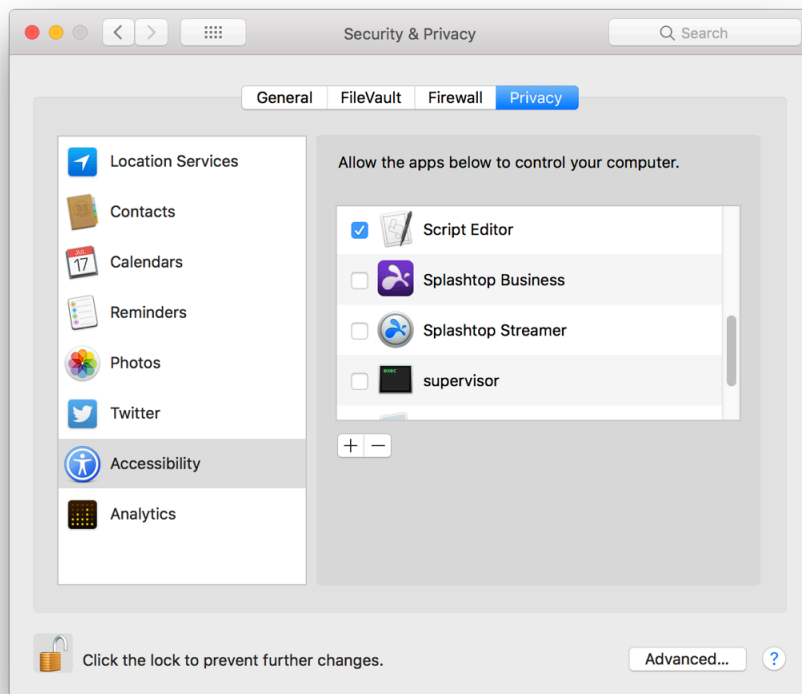 Security & Privacy
Search
General FileVault Firewall Privacy
Location Services
Contacts
JUL
17
Calendars
Reminders
Photos
Twitter
Accessibility
Analytics
Allow the apps below to control your computer.
Script Editor
Splashtop Business
Splashtop Streamer
exec
supervisor
+ −
Click the lock to prevent further changes.
Advanced... ?